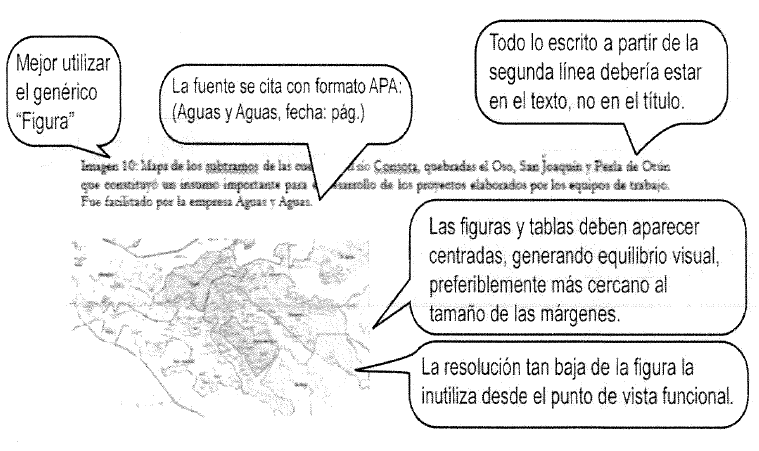 Mejor utilizar
el genérico
“Figura”
La fuente se cita con formato APA:
(Aguas y Aguas, fecha: pág.)
Todo lo escrito a partir de la
segunda línea debería estar
en el texto, no en el título.
Imagen 10: Mapa de los subtramos de las río Consota, quebradas el Oso, San Joaquín y Perla de Otún
que constituyó un insumo importante para el desarrollo de los proyectos elaborados por los equipos de trabajo.
Fue facilitado por la empresa Aguas y Aguas.
Las figuras y tablas deben aparecer
centradas, generando equilibrio visual,
preferiblemente más cercano al
tamaño de las márgenes.
La resolución tan baja de la figura la
inutiliza desde el punto de vista funcional.